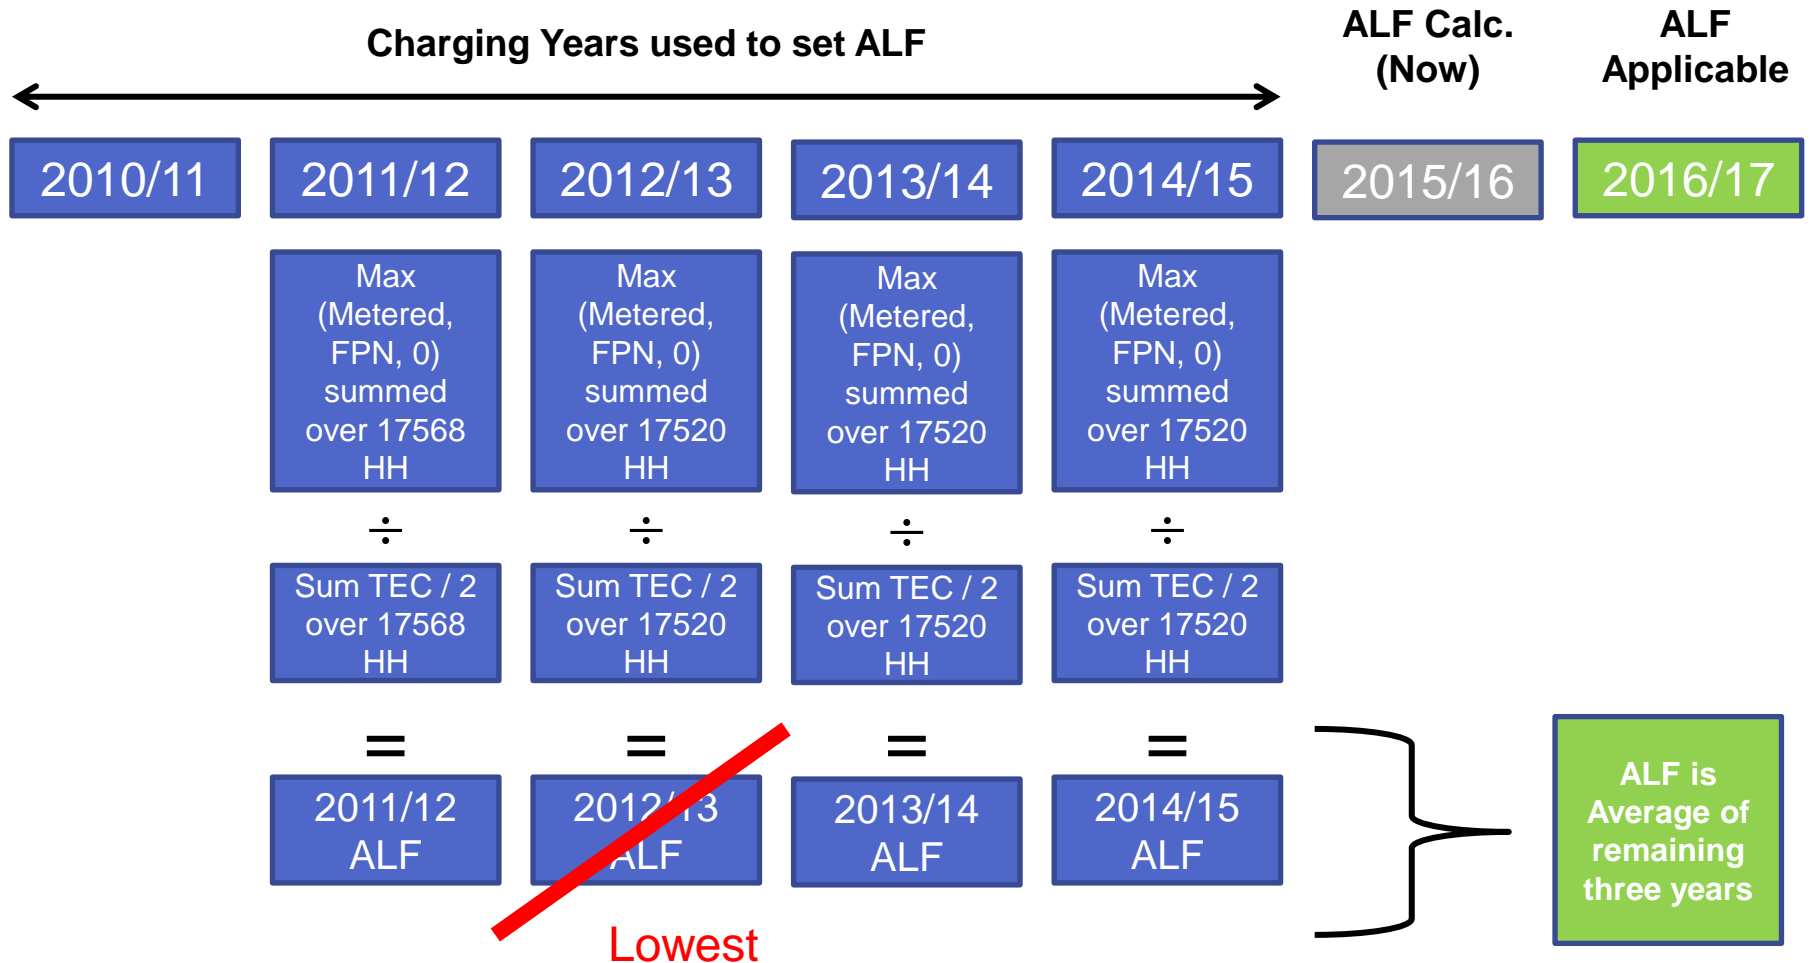 Charging Years used to set ALF
ALF Calc.
(Now)
ALF
Applicable
2010/11
2011/12
2012/13
2013/14
2014/15
2015/16
2016/17
Max
(Metered,
FPN, 0)
summed
over 17568
HH
Max
(Metered,
FPN, 0)
summed
over 17520
HH
Max
(Metered,
FPN, 0)
summed
over 17520
HH
Max
(Metered,
FPN, 0)
summed
over 17520
HH
÷
÷
÷
÷
Sum TEC / 2
over 17568
HH
Sum TEC / 2
over 17520
HH
Sum TEC / 2
over 17520
HH
Sum TEC / 2
over 17520
HH
=
=
=
=
2011/12
ALF
2012/13
ALF
2013/14
ALF
2014/15
ALF
Lowest
ALF is
Average of
remaining
three years